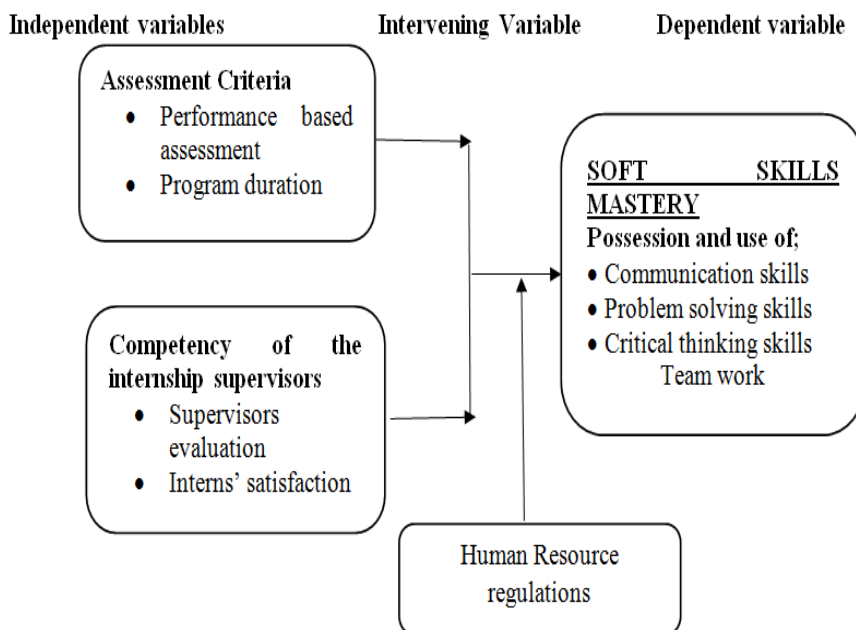 Independent variables Intervening Variable Dependent variable
Assessment Criteria
• Performance based
assessment
• Program duration
Competency of the
internship supervisors
• Supervisors
evaluation
• Interns’ satisfaction
Human Resource
regulations
SOFT SKILLS
MASTERY
Possession and use of;
• Communication skills
• Problem solving skills
• Critical thinking skills
Team work